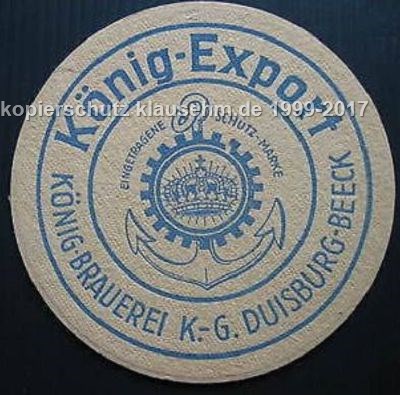 König-Export
kopierschutz klausehm.de 1999-2017
EINGETRAGENE SCHUTZ-MARKE
KÖNIG-BRAUEREI K.-G. DUISBURG-BEECK